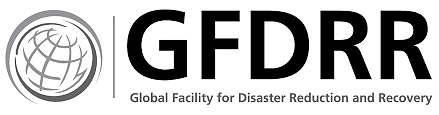 GFDRR
Global Facility for Disaster Reduction and Recovery